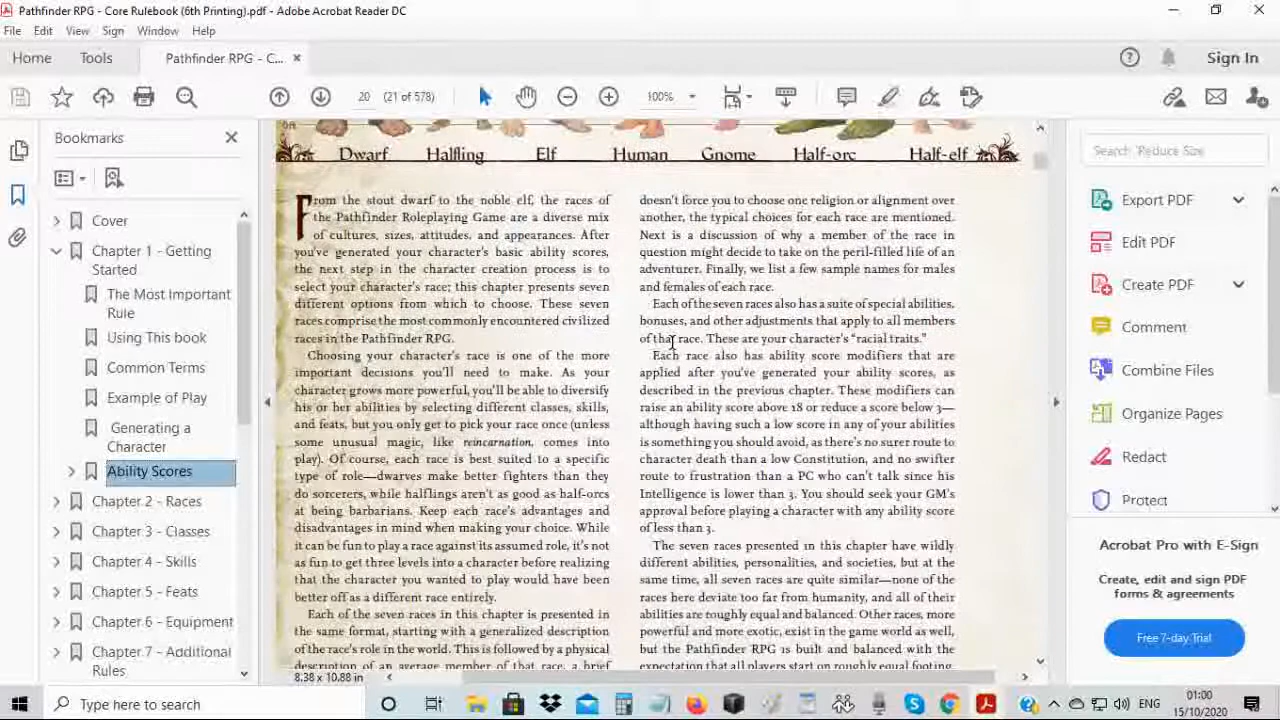 Pathfinder RPG - Core Rulebook (6th Printing).pdf - Adobe Acrobat Reader DC
File Edit View Sign Window Help
Home Tools Pathfinder RPG - C... Sign In
20 (21 of 578) 100%
Bookmarks
Cover
Chapter 1 - Getting
Started
The Most Important
Rule
Using This book
Common Terms
Example of Play
Generating a
Character
Ability Scores
Chapter 2 - Races
Chapter 3 - Classes
Chapter 4 - Skills
Chapter 5 - Feats
Chapter 6 - Equipment
Chapter 7 - Additional
Rules
Dwarf Halfling Elf Human Gnome Half-orc Half-elf
From the stout dwarf to the noble elf, the races of
the Pathfinder Roleplaying Game are a diverse mix
of cultures, sizes, attitudes, and appearances. After
you've generated your character's basic ability scores,
the next step in the character creation process is to
select your character's race; this chapter presents seven
different options from which to choose. These seven
races comprise the most commonly encountered civilized
races in the Pathfinder RPG.
Choosing your character's race is one of the more
important decisions you'll need to make. As your
character grows more powerful, you'll be able to diversify
his or her abilities by selecting different classes, skills,
and feats, but you only get to pick your race once (unless
some unusual magic, like reincarnation, comes into
play). Of course, each race is best suited to a specific
type of role—dwarves make better fighters than they
do sorcerers, while halflings aren't as good as half-orcs
at being barbarians. Keep each race's advantages and
disadvantages in mind when making your choice. While
it can be fun to play a race against its assumed role, it's not
as fun to get three levels into a character before realizing
that the character you wanted to play would have been
better off as a different race entirely.
Each of the seven races in this chapter is presented in
the same format, starting with a generalized description
of the race's role in the world. This is followed by a physical
description of an average member of that race, a brief
doesn't force you to choose one religion or alignment over
another, the typical choices for each race are mentioned.
Next is a discussion of why a member of the race in
question might decide to take on the peril-filled life of an
adventurer. Finally, we list a few sample names for males
and females of each race.
Each of the seven races also has a suite of special abilities,
bonuses, and other adjustments that apply to all members
of that race. These are your character's "racial traits."
Each race also has ability score modifiers that are
applied after you've generated your ability scores, as
described in the previous chapter. These modifiers can
raise an ability score above 18 or reduce a score below 3—
although having such a low score in any of your abilities
is something you should avoid, as there's no surer route to
character death than a low Constitution, and no swifter
route to frustration than a PC who can't talk since his
Intelligence is lower than 3. You should seek your GM's
approval before playing a character with any ability score
of less than 3.
The seven races presented in this chapter have wildly
different abilities, personalities, and societies, but at the
same time, all seven races are quite similar—none of the
races here deviate too far from humanity, and all of their
abilities are roughly equal and balanced. Other races, more
powerful and more exotic, exist in the game world as well,
but the Pathfinder RPG is built and balanced with the
expectation that all players start on roughly equal footing.
8.38 x 10.88 in
Search 'Reduce Size'
Export PDF
Edit PDF
Create PDF
Comment
Combine Files
Organize Pages
Redact
Protect
Acrobat Pro with E-Sign
Create, edit and sign PDF
forms & agreements
Free 7-day Trial
Type here to search
ENG
01:00
15/10/2020